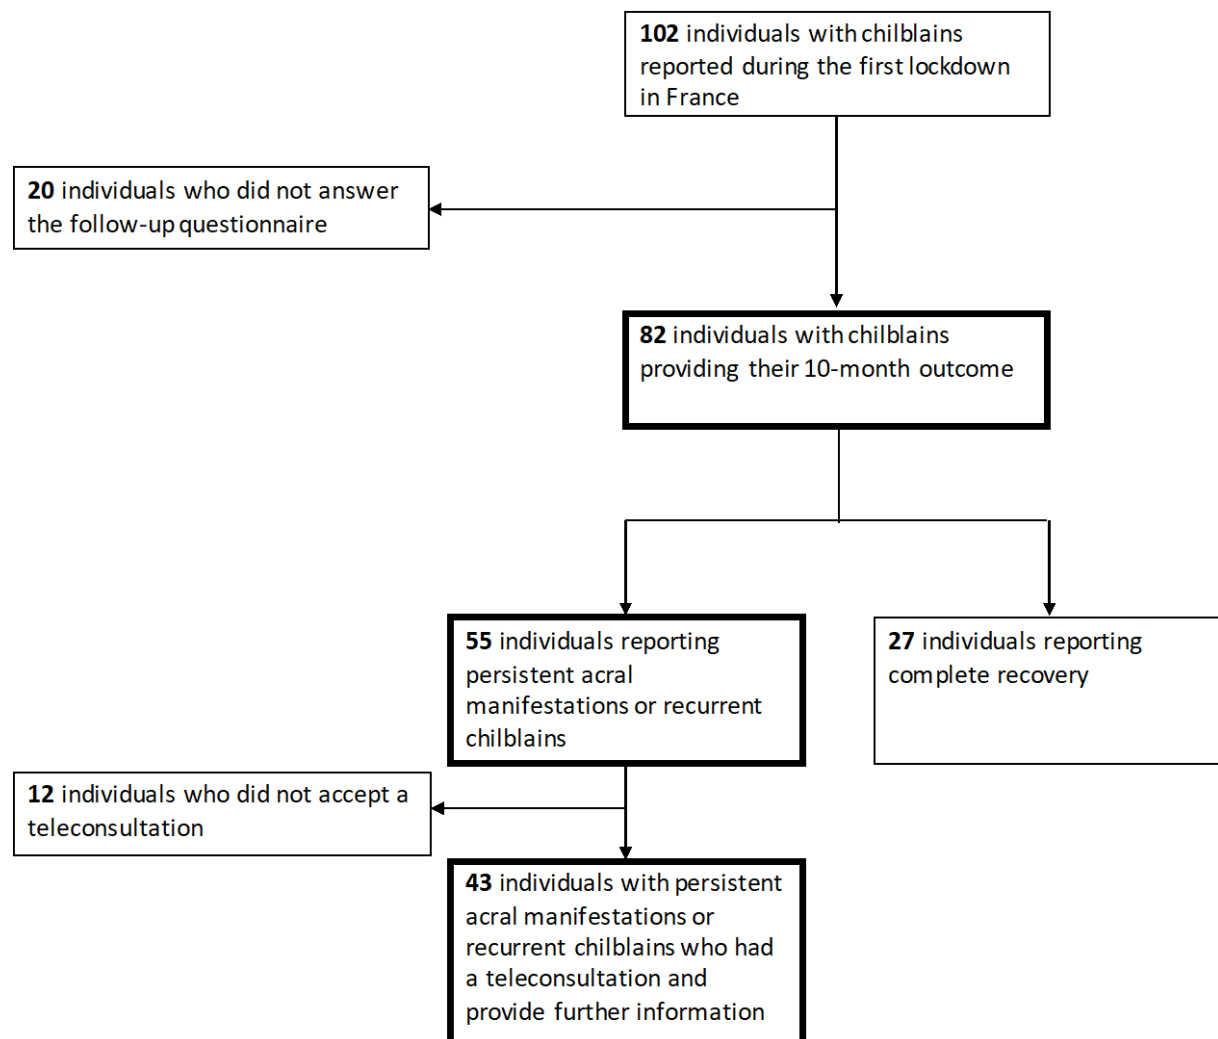 102 individuals with chilblains
reported during the first lockdown
in France
20 individuals who did not answer
the follow-up questionnaire
82 individuals with chilblains
providing their 10-month outcome
55 individuals reporting
persistent acral
manifestations or recurrent
chilblains
27 individuals reporting
complete recovery
12 individuals who did not accept a
teleconsultation
43 individuals with persistent
acral manifestations or
recurrent chilblains who had
a teleconsultation and
provide further information